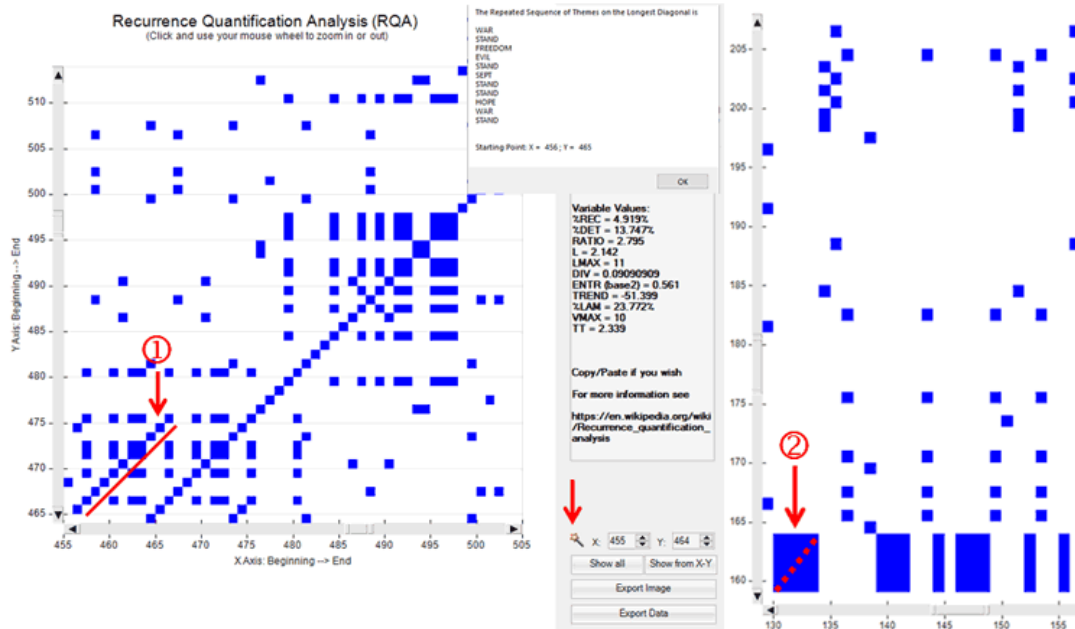 Recurrence Quantification Analysis (RQA)
(Click and use your mouse wheel to zoom in or out)
Y Axis: Beginning --> End
510
505
500
495
490
485
480
475
470
465
①
455
460
465
470
475
480
485
490
495
500
505
X Axis: Beginning --> End
The Repeated Sequence of Themes on the Longest Diagonal is
WAR
STAND
FREEDOM
EVIL
STAND
SEPT
STAND
STAND
HOPE
WAR
STAND
Starting Point: X = 456 ; Y = 465
OK
Variable Values:
%REC = 4.919%
%DET = 13.747%
RATIO = 2.795
L = 2.142
LMAX = 11
DIV = 0.09090909
ENTR (base2) = 0.561
TREND = -51.399
%LAM = 23.772%
VMAX = 10
TT = 2.339
Copy/Paste if you wish
For more information see
https://en.wikipedia.org/wiki
/Recurrence_quantification_
analysis
X: 455 Y: 464
Show all Show from X-Y
Export Image
Export Data
205
200
195
190
185
180
175
170
165
160
②
130
135
140
145
150
155